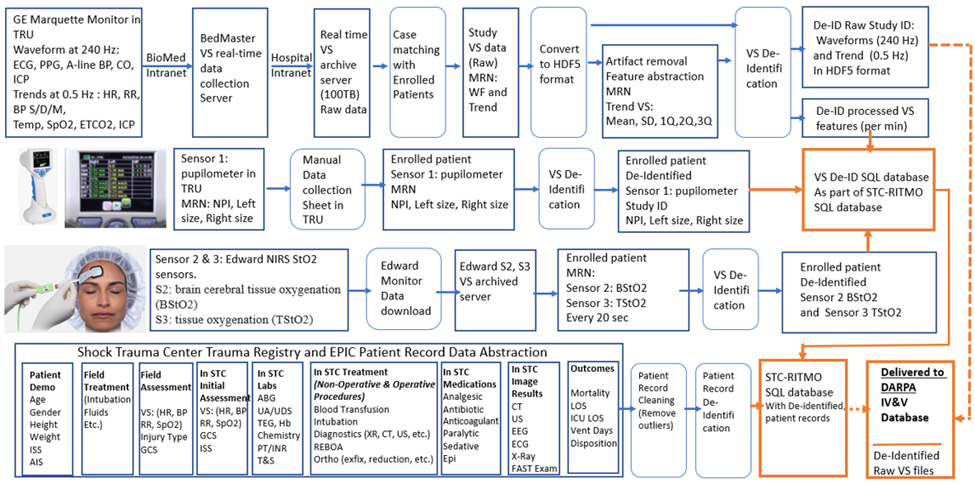 GE Marquette Monitor in
TRU
Waveform at 240 Hz:
ECG, PPG, A-line BP, CO,
ICP
Trends at 0.5 Hz : HR, RR,
BP S/D/M,
Temp, SpO2, ETCO2, ICP
BioMed
Intranet
BedMaster
VS real-time
data
collection
Server
Hospital
Intranet
Real time
VS
archive
server
(100TB)
Raw data
Case
matching
with
Enrolled
Patients
Study
VS data
(Raw)
MRN:
WF and
Trend
Convert
to HDF5
format
Artifact removal
Feature abstraction
MRN
Trend VS:
Mean, SD, 1Q,2Q,3Q
VS De-
Identifi
cation
De-ID Raw Study ID:
Waveforms (240 Hz)
and Trend (0.5 Hz)
In HDF5 format
De-ID processed VS
features (per min)
Sensor 1:
pupilometer in
TRU
MRN: NPI, Left
size, Right size
Manual
Data
collection
Sheet in
TRU
Enrolled patient
Sensor 1: pupilometer
MRN
NPI, Left size, Right size
VS De-
Identifi
cation
Enrolled patient
De-Identified
Sensor 1: pupilometer
Study ID
NPI, Left size, Right size
VS De-ID SQL database
As part of STC-RITMO
SQL database
Sensor 2 & 3: Edward NIRS StO2
sensors.
S2: brain cerebral tissue oxygenation
(BStO2)
S3: tissue oxygenation (TStO2)
Edward
Monitor
Data
download
Edward S2, S3
VS archived
server
Enrolled patient
MRN:
Sensor 2: BStO2
Sensor 3: TStO2
Every 20 sec
VS De-
Identifi
cation
Enrolled patient
De-Identified
Sensor 2 BStO2
and Sensor 3 TStO2
Shock Trauma Center Trauma Registry and EPIC Patient Record Data Abstraction
Patient
Demo
Age
Gender
Height
Weight
ISS
AIS
Field
Treatment
(Intubation
Fluids
Etc.)
Field
Assessment
VS: (HR, BP
RR, SpO2)
Injury Type
GCS
In STC
Initial
Assessment
VS: (HR, BP
RR, SpO2)
GCS
ISS
In STC
Labs
ABG
UA/UDS
TEG, Hb
Chemistry
PT/INR
T&S
In STC Treatment
(Non-Operative & Operative
Procedures)
Blood Transfusion
Intubation
Diagnostics (XR, CT, US, etc.)
REBOA
Ortho (exfix, reduction, etc.)
In STC
Medications
Analgesic
Antibiotic
Anticoagulant
Paralytic
Sedative
Epi
In STC
Image
Results
CT
US
EEG
ECG
X-Ray
FAST Exam
Outcomes
Mortality
LOS
ICU LOS
Vent Days
Disposition
Patient
Record
Cleaning
(Remove
outliers)
Patient
Record
De-
Identifi
cation
STC-RITMO
SQL database
With De-identified,
patient records
Delivered to
DARPA
IV&V
Database
De-Identified
Raw VS files